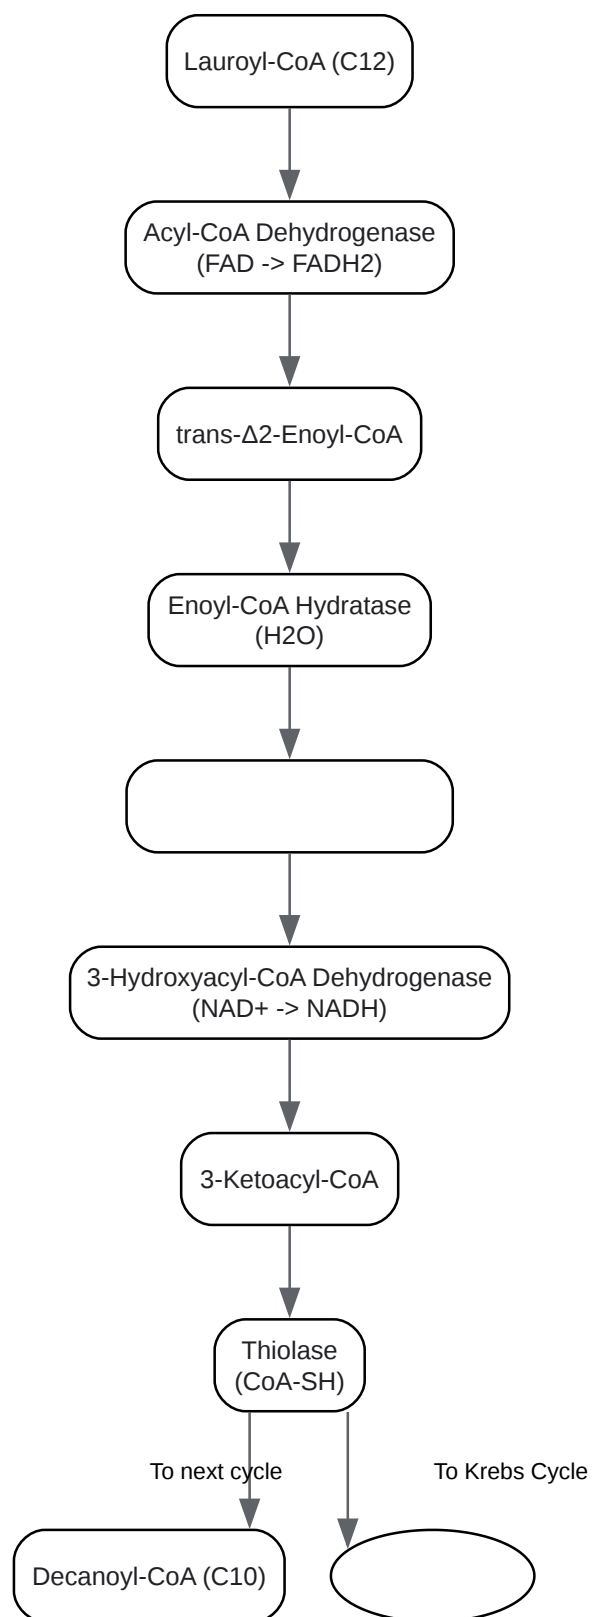 Lauroyl-CoA (C12)
Acyl-CoA Dehydrogenase
(FAD -> FADH2)
trans-Δ2-Enoyl-CoA
Enoyl-CoA Hydratase
(H2O)
3-Hydroxyacyl-CoA Dehydrogenase
(NAD+ -> NADH)
3-Ketoacyl-CoA
Thiolase
(CoA-SH)
To next cycle
To Krebs Cycle
Decanoyl-CoA (C10)